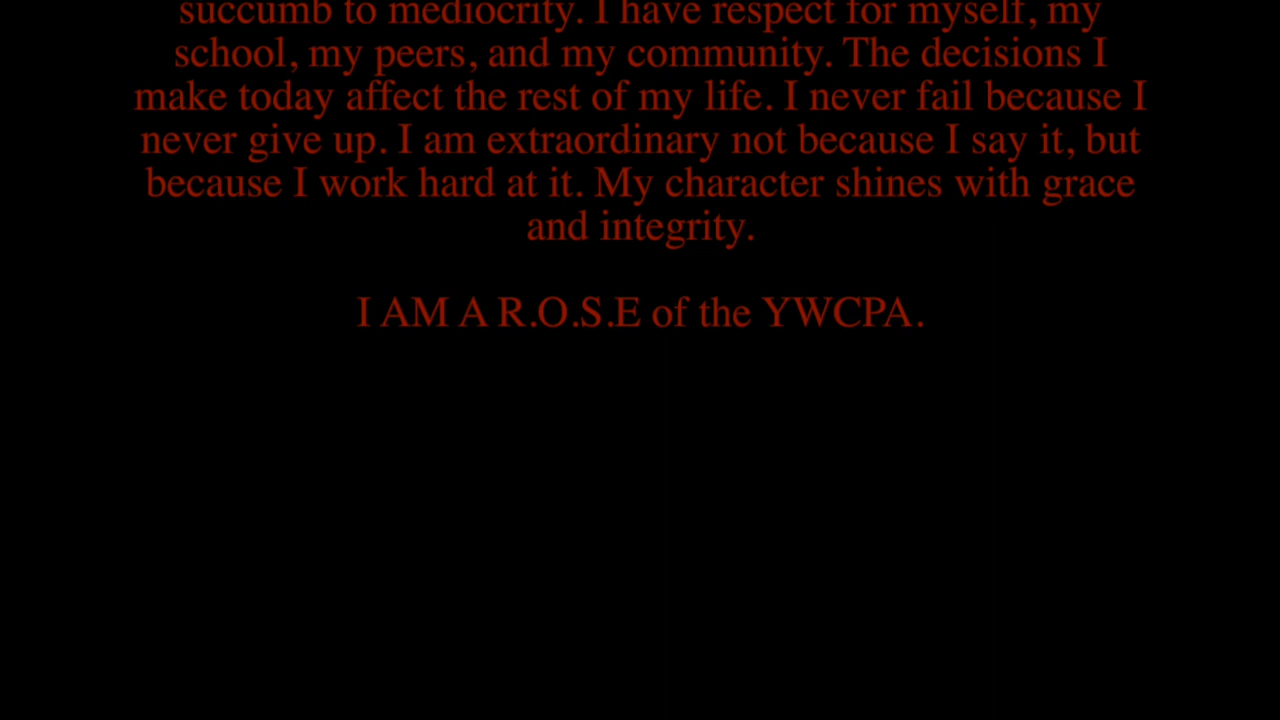 succumb to mediocrity. I have respect for myself, my
school, my peers, and my community. The decisions I
make today affect the rest of my life. I never fail because I
never give up. I am extraordinary not because I say it, but
because I work hard at it. My character shines with grace
and integrity.
I AM A R.O.S.E of the YWCPA.